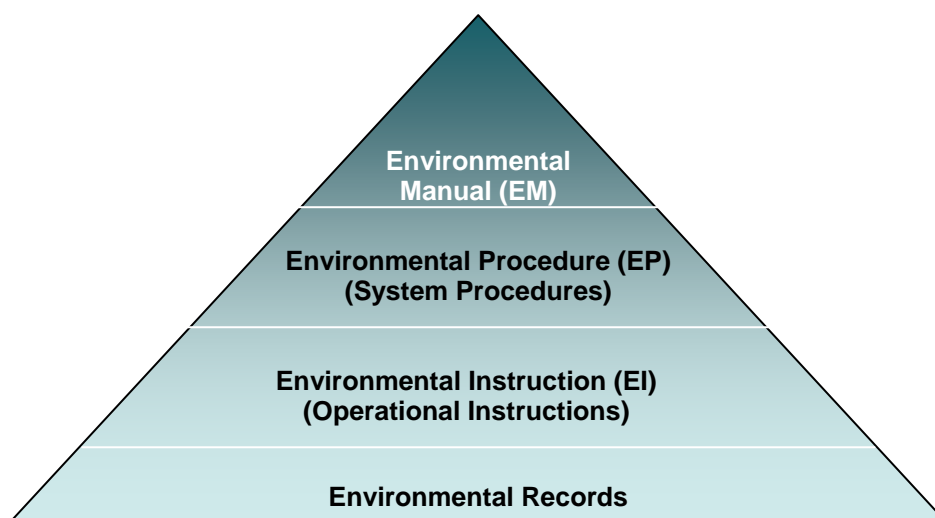 Environmental
Manual (EM)
Environmental Procedure (EP)
(System Procedures)
Environmental Instruction (EI)
(Operational Instructions)
Environmental Records